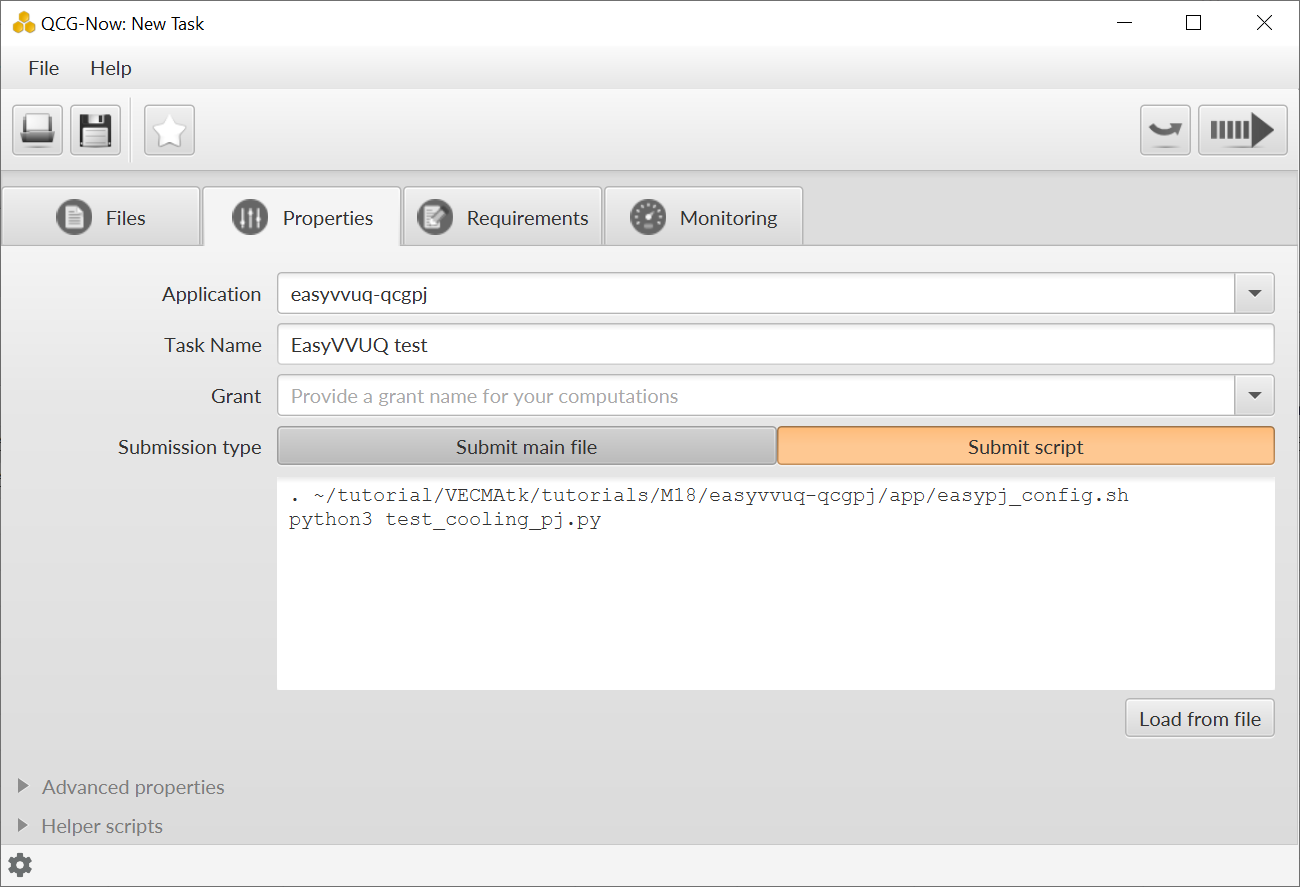 QCG-Now: New Task
File Help
Files Properties Requirements Monitoring
Application easyvvuq-qcgpj
Task Name EasyVVUQ test
Grant Provide a grant name for your computations
Submission type Submit main file Submit script
. ~/tutorial/VECMAtk/tutorials/M18/easyvvuq-qcgpj/app/easypj_config.sh
python3 test_cooling_pj.py
Load from file
Advanced properties
Helper scripts